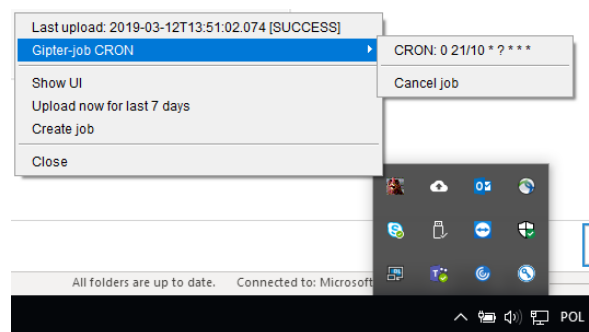 Last upload: 2019-03-12T13:51:02.074 [SUCCESS]
Gipter-job CRON
CRON: 0 21/10 * ? * * *
Show UI
Cancel job
Upload now for last 7 days
Create job
Close
All folders are up to date. Connected to: Microsoft
POL